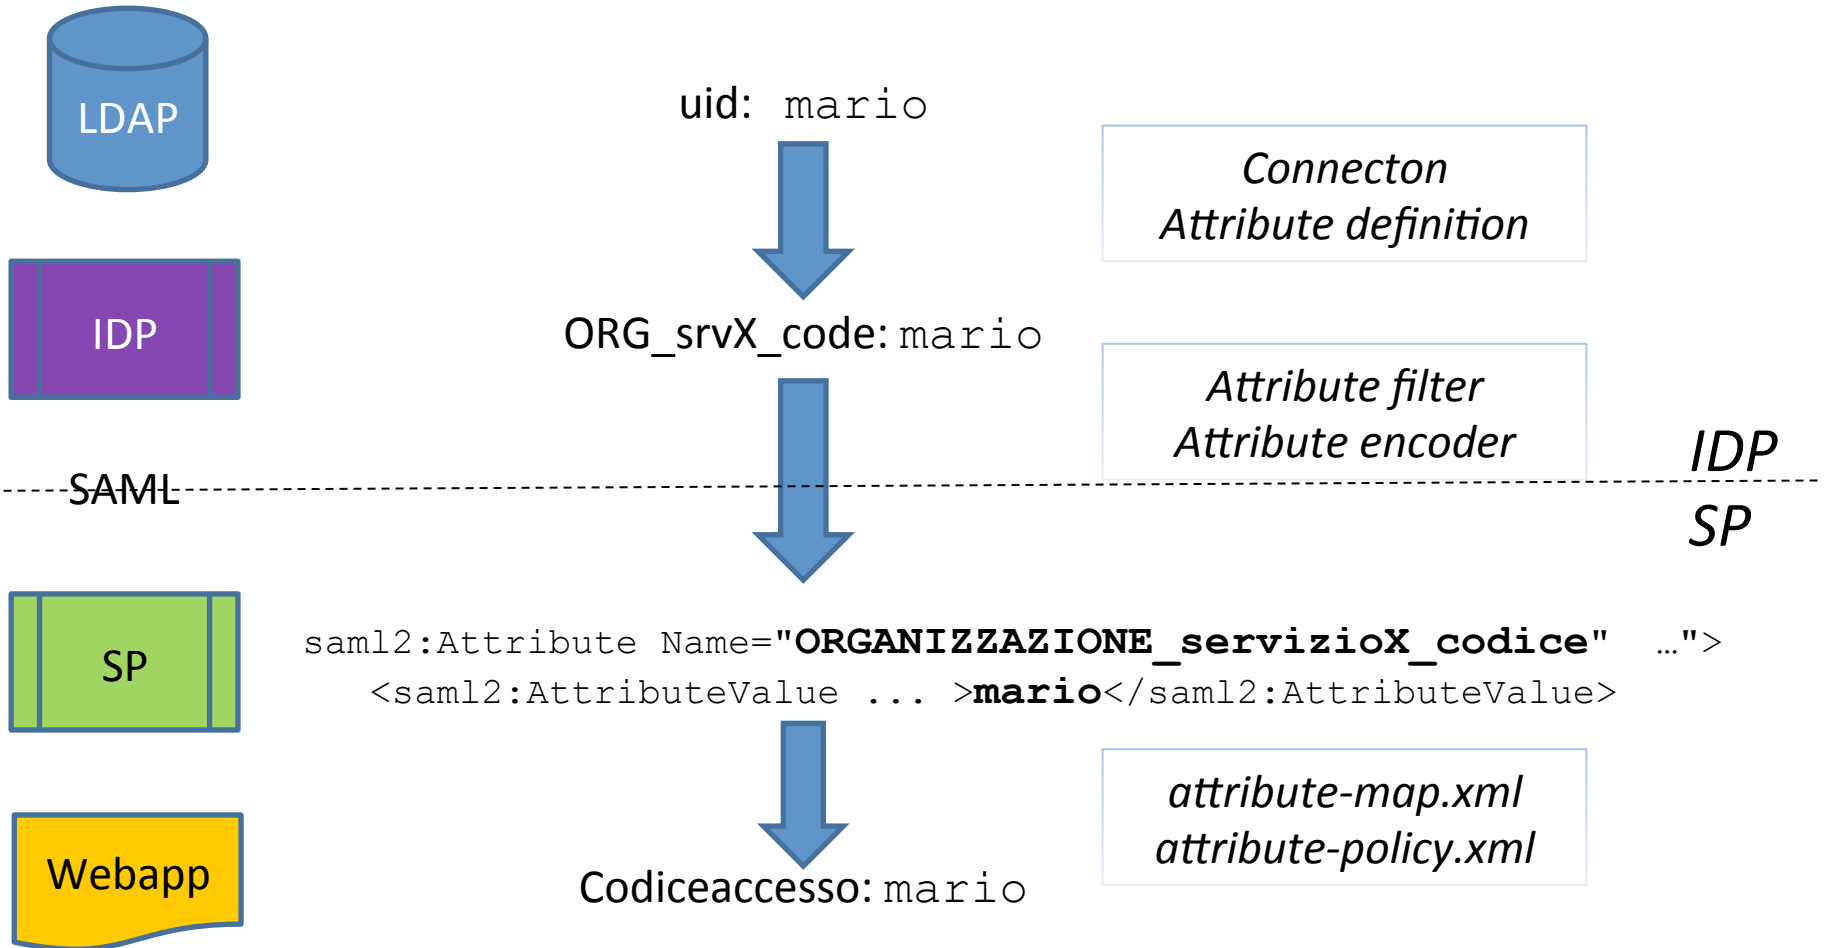 LDAP
uid: mario
Connecton
Attribute definition
IDP
ORG_srvX_code: mario
Attribute filter
Attribute encoder
IDP
SAML
SP
SP
saml2:Attribute Name="ORGANIZZAZIONE_servizioX_codice" …">
<saml2:AttributeValue ... >mario</saml2:AttributeValue>
attribute-map.xml
attribute-policy.xml
Webapp
Codiceaccesso: mario